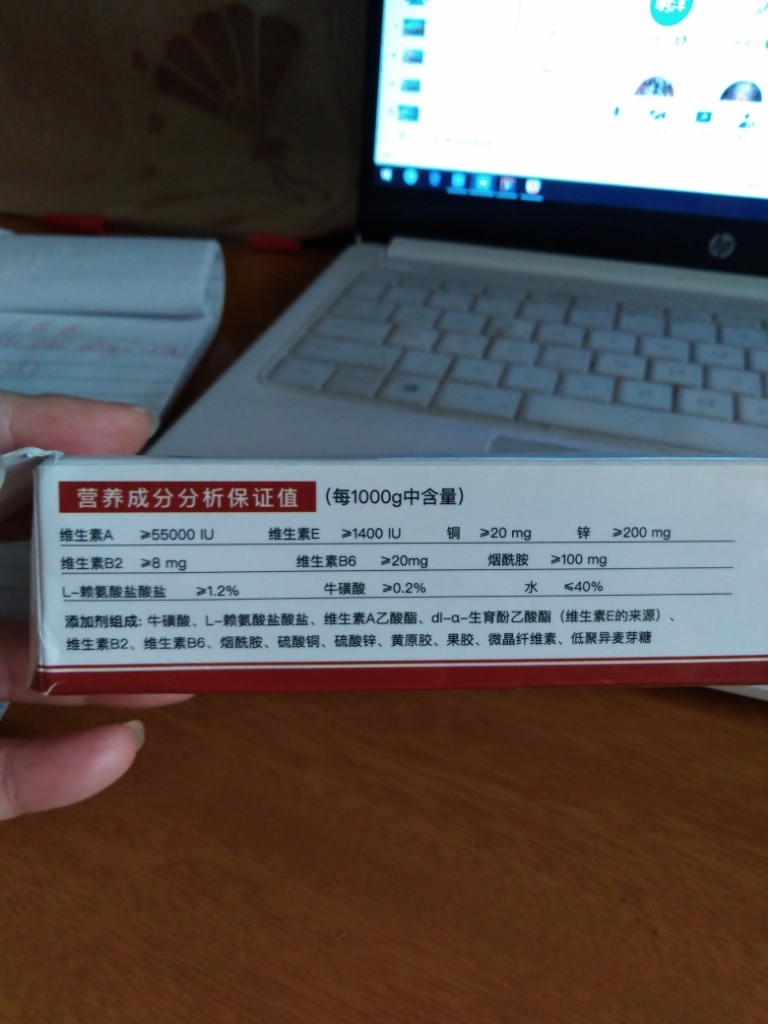 营养成分分析保证值 (每1000g中含量)
维生素A ≥55000 IU 维生素E ≥1400 IU 铜 ≥20 mg 锌 ≥200 mg
维生素B2 ≥8 mg 维生素B6 ≥20mg 烟酰胺 ≥100 mg
L-赖氨酸盐酸盐 ≥1.2% 牛磺酸 ≥0.2% 水 ≤40%
添加剂组成: 牛磺酸、L-赖氨酸盐酸盐、维生素A乙酸酯、dl-α-生育酚乙酸酯（维生素E的来源）、
维生素B2、维生素B6、烟酰胺、硫酸铜、硫酸锌、黄原胶、果胶、微晶纤维素、低聚异麦芽糖
hp